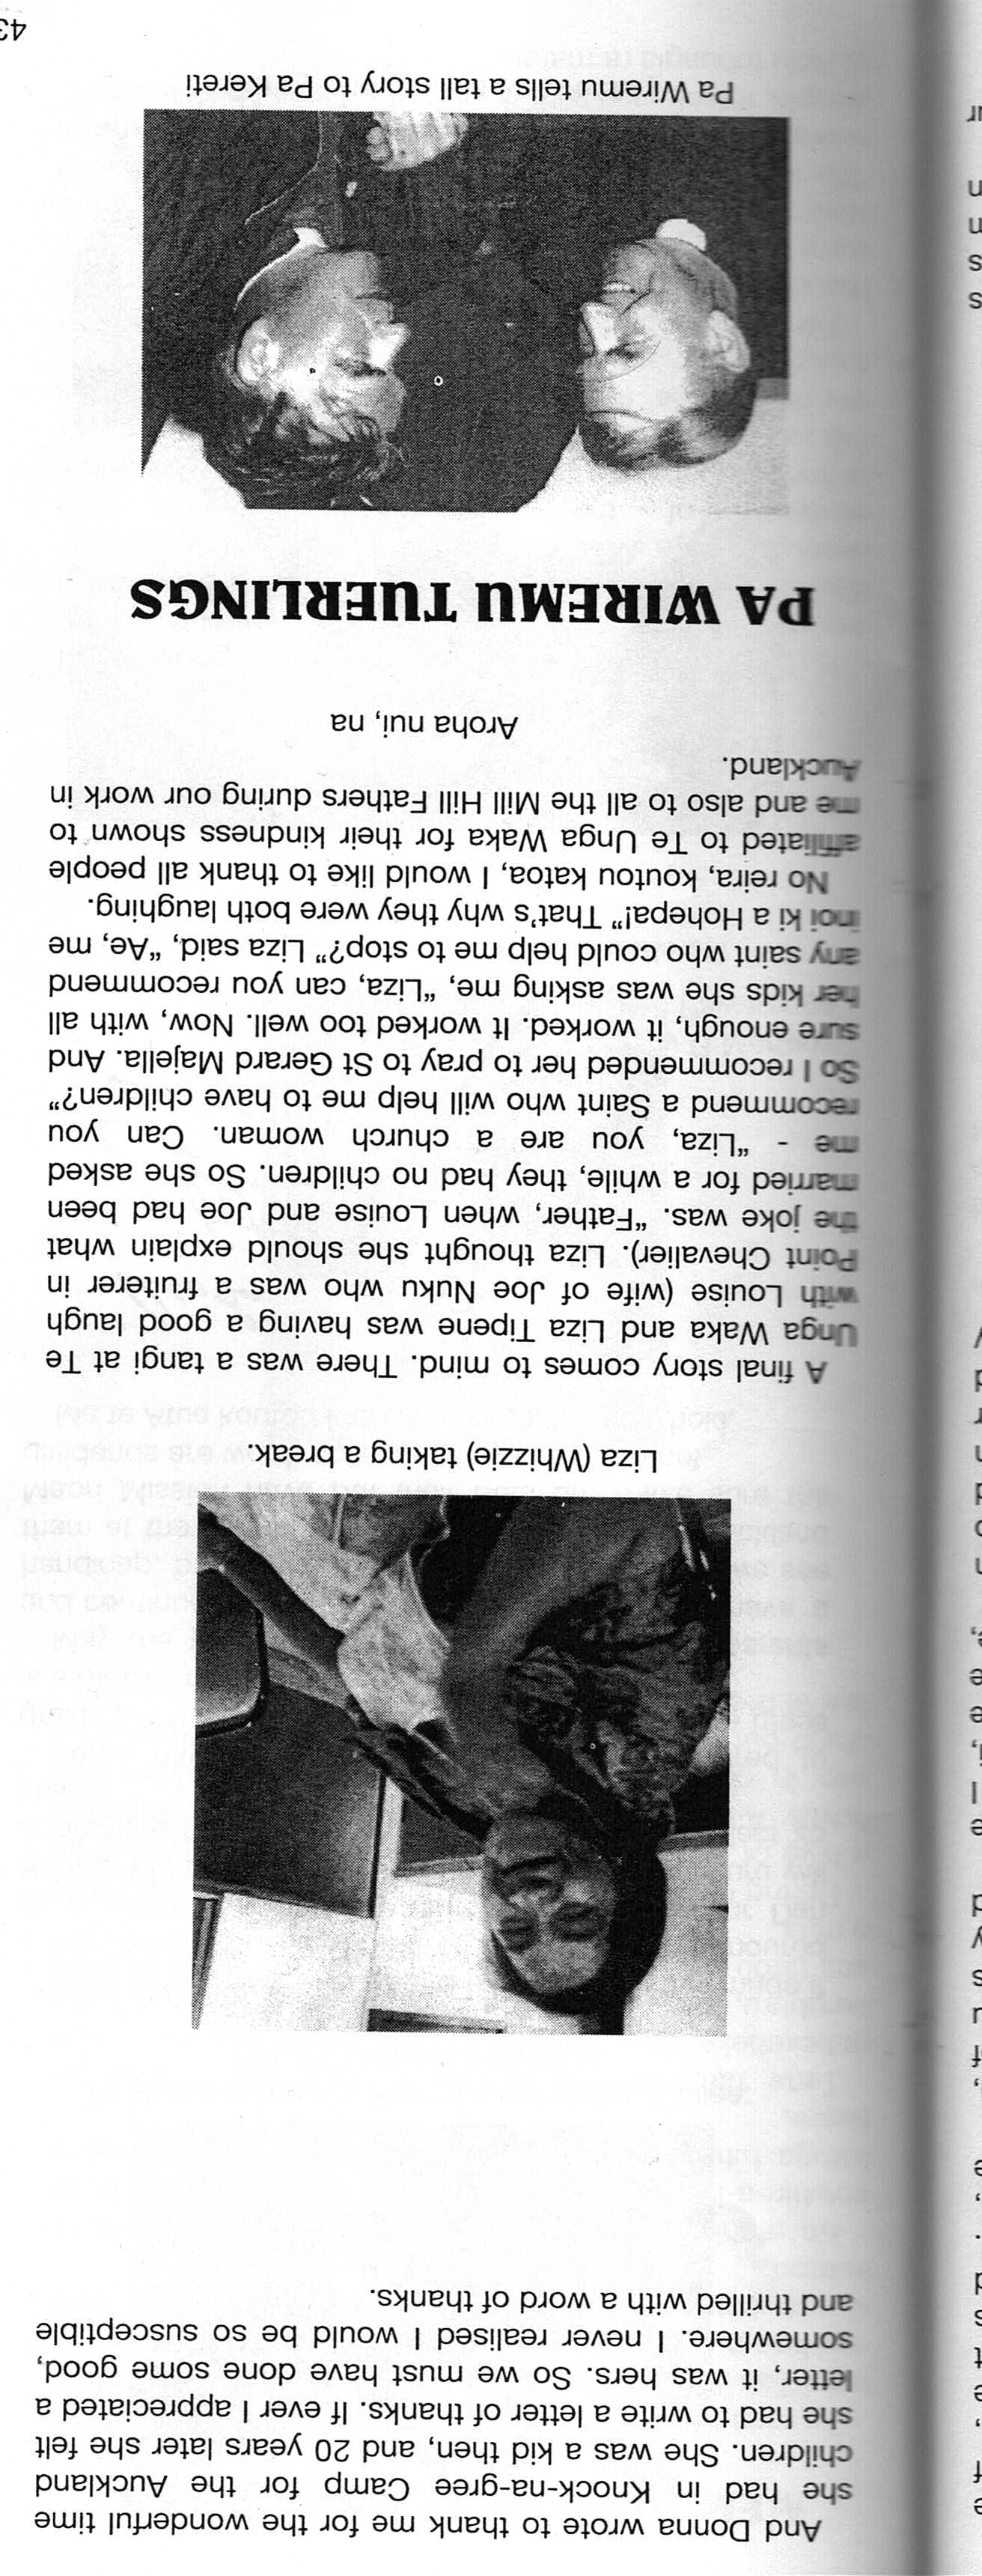 And Donna wrote to thank me for the wonderful time
she had in Knock-na-gree Camp for the Auckland
children. She was a kid then, and 20 years later she felt
she had to write a letter of thanks. If ever I appreciated a
letter, it was hers. So we must have done some good,
somewhere. I never realised I would be so susceptible
and thrilled with a word of thanks.
Liza (Whizzie) taking a break.
A final story comes to mind. There was a tangi at Te
Unga Waka and Liza Tipene was having a good laugh
with Louise (wife of Joe Nuku who was a fruiterer in
Point Chevalier). Liza thought she should explain what
the joke was. “Father, when Louise and Joe had been
married for a while, they had no children. So she asked
me - “Liza, you are a church woman. Can you
recommend a Saint who will help me to have children?”
So I recommended her to pray to St Gerard Majella. And
sure enough, it worked. It worked too well. Now, with all
her kids she was asking me, “Liza, can you recommend
any saint who could help me to stop?” Liza said, “Ae, me
inoi ki a Hohepa!” That’s why they were both laughing.
No reira, koutou katoa, I would like to thank all people
affiliated to Te Unga Waka for their kindness shown to
me and also to all the Mill Hill Fathers during our work in
Auckland.
Aroha nui, na
PA WIREMU TUERLINGS
Pa Wiremu tells a tall story to Pa Kereti
43